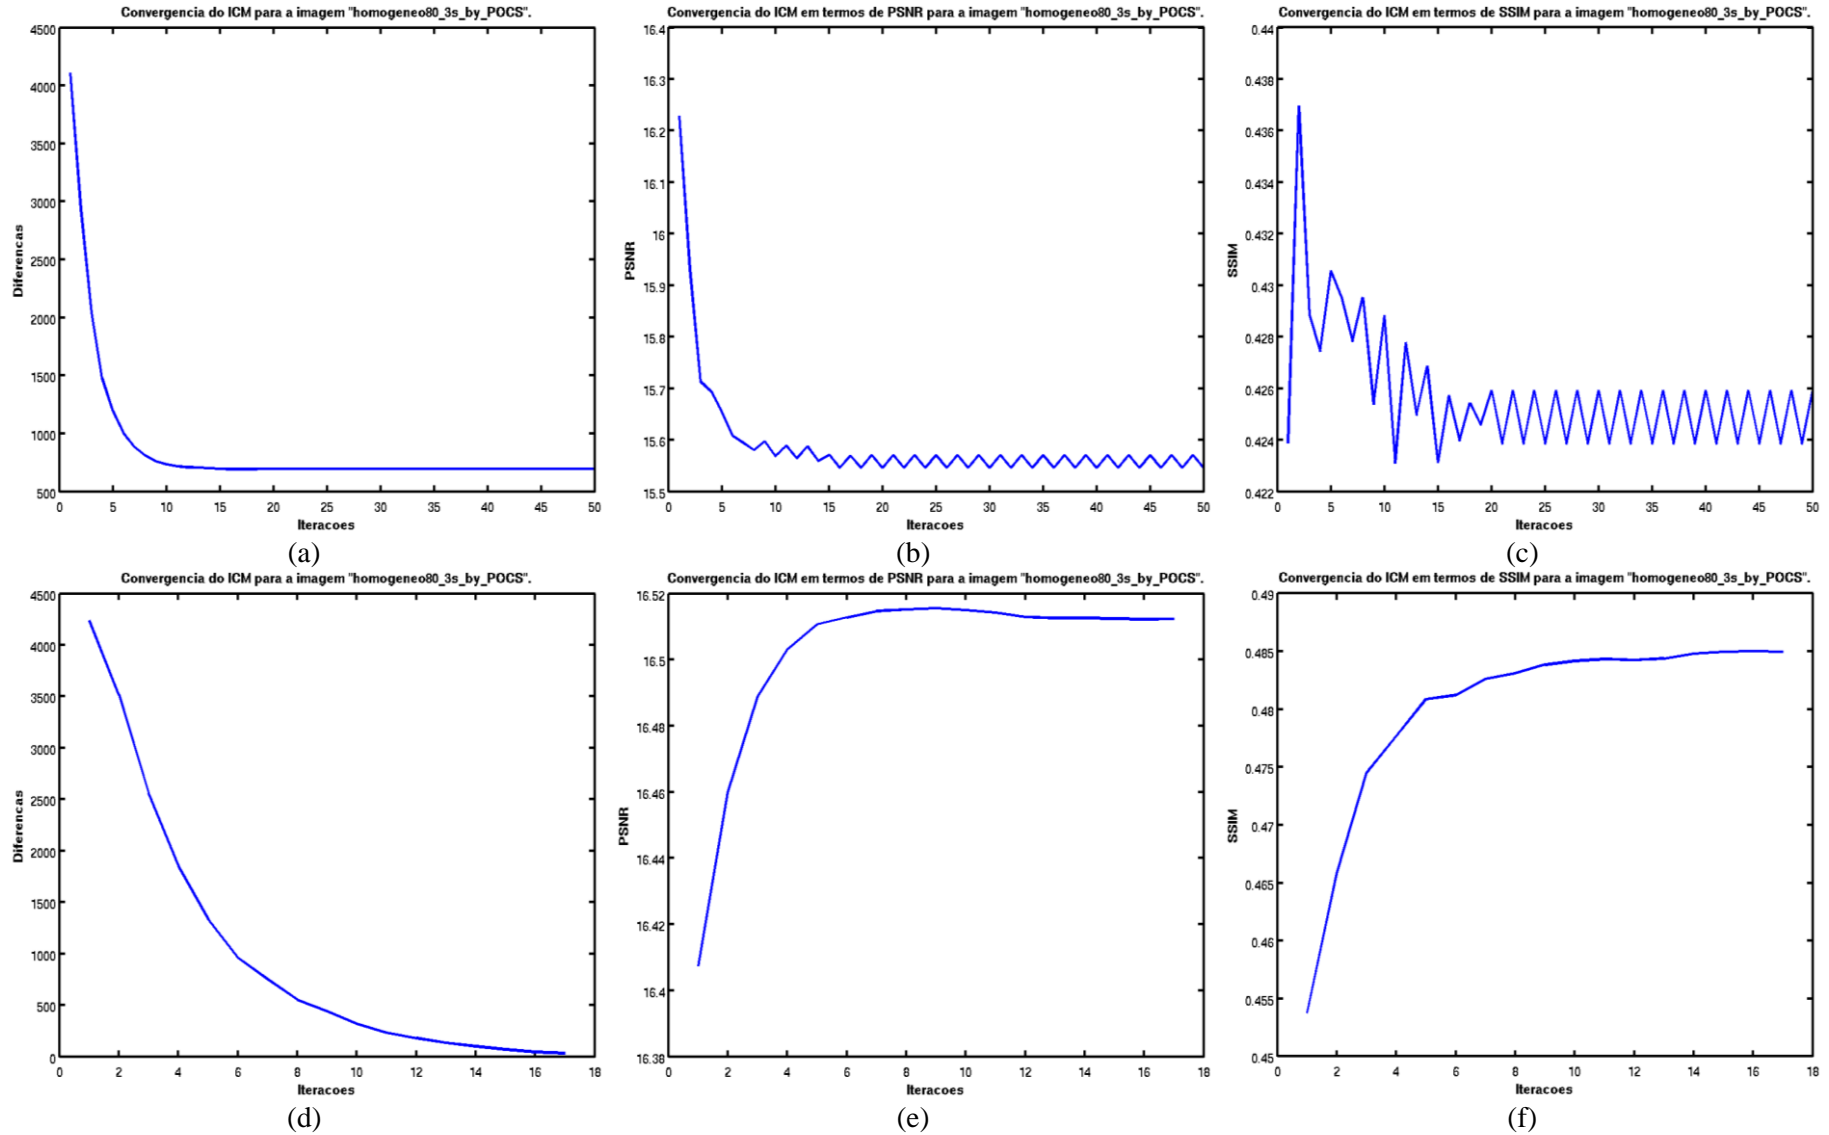 Convergencia do ICM para a imagem "homogeneo80_3s_by_POCS".
4500
4000
3500
3000
2500
2000
1500
1000
500
Diferencas
0 5 10 15 20 25 30 35 40 45 50
Iteracoes
(a)
Convergencia do ICM em termos de PSNR para a imagem "homogeneo80_3s_by_POCS".
16.4
16.3
16.2
16.1
16
15.9
15.8
15.7
15.6
15.5
PSNR
0 5 10 15 20 25 30 35 40 45 50
Iteracoes
(b)
Convergencia do ICM em termos de SSIM para a imagem "homogeneo80_3s_by_POCS".
0.44
0.438
0.436
0.434
0.432
0.43
0.428
0.426
0.424
0.422
SSIM
0 5 10 15 20 25 30 35 40 45 50
Iteracoes
(c)
Convergencia do ICM para a imagem "homogeneo80_3s_by_POCS".
4500
4000
3500
3000
2500
2000
1500
1000
500
0
Diferencas
0 2 4 6 8 10 12 14 16 18
Iteracoes
(d)
Convergencia do ICM em termos de PSNR para a imagem "homogeneo80_3s_by_POCS".
16.52
16.5
16.48
16.46
16.44
16.42
16.4
16.38
PSNR
0 2 4 6 8 10 12 14 16 18
Iteracoes
(e)
Convergencia do ICM em termos de SSIM para a imagem "homogeneo80_3s_by_POCS".
0.49
0.485
0.48
0.475
0.47
0.465
0.46
0.455
0.45
SSIM
0 2 4 6 8 10 12 14 16 18
Iteracoes
(f)